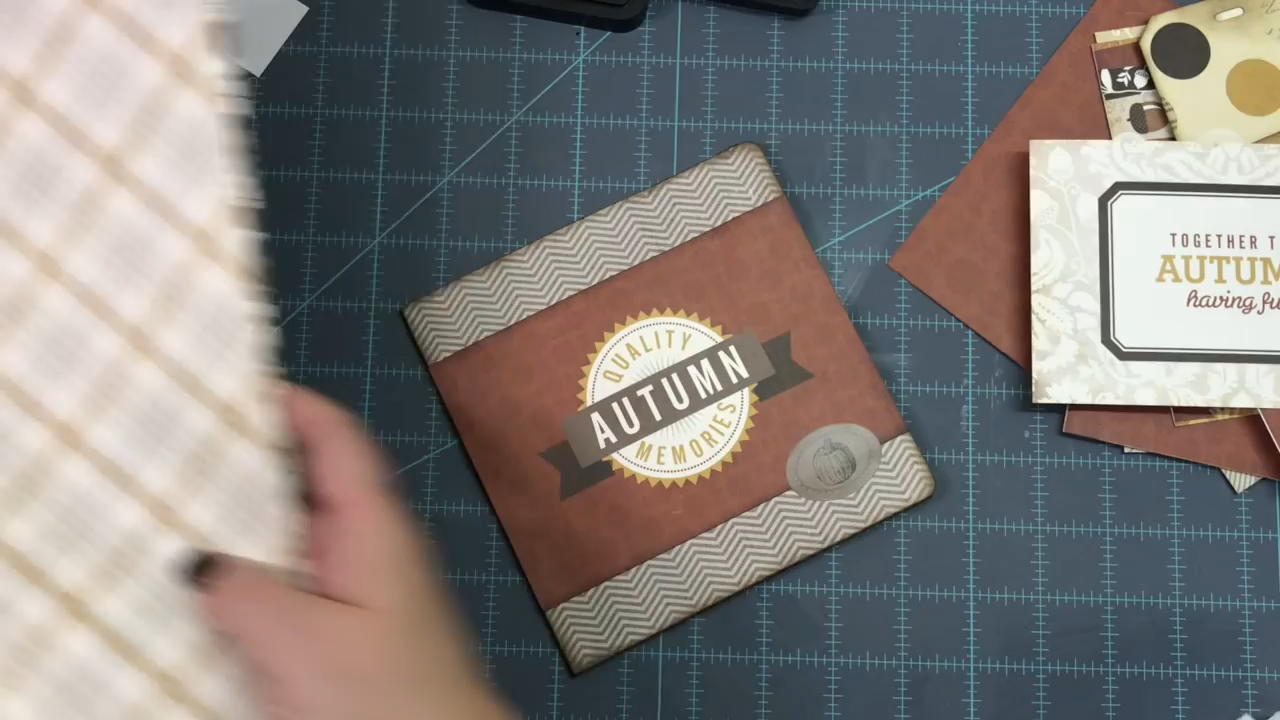 QUALITY
AUTUMN
MEMORIES
TOGETHER T
AUTUM
having fu